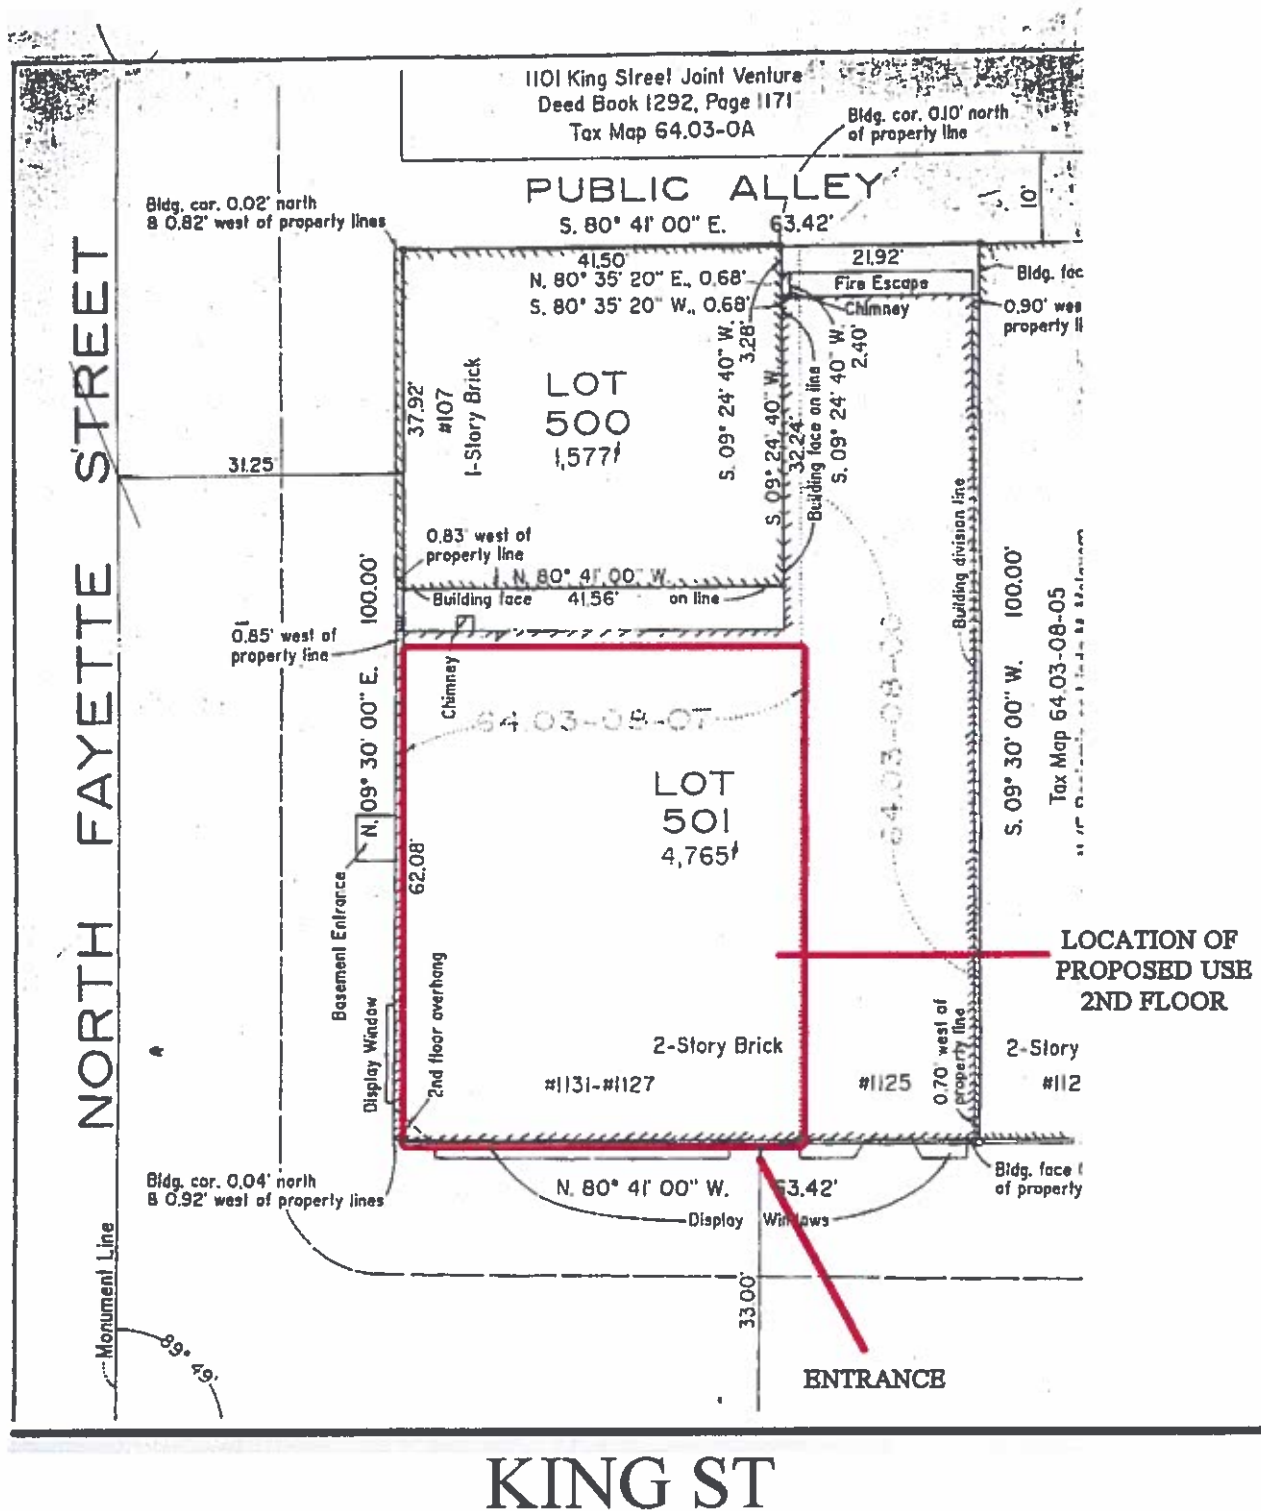 1101 King Street Joint Venture
Deed Book 1292, Page 1171
Tax Map 64.03-0A
Bldg. cor. 0.10' north
of property line
PUBLIC ALLEY
10'
S. 80° 41' 00" E. 63.42'
Bldg. cor. 0.02' north
& 0.82' west of property lines
41.50'
21.92'
N. 80° 35' 20" E., 0.68'
S. 80° 35' 20" W., 0.68'
Fire Escape
Chimney
Bldg. fac
0.90' wes
property li
S. 09° 24' 40" W.
3.28'
S. 09° 24' 40" W.
32.24'
Building face on line
S. 09° 24' 40" W.
2.40'
37.92'
#107
1-Story Brick
LOT
500
1,577
31.25'
NORTH FAYETTE STREET
0.83' west of
property line
N. 80° 41' 00" W.
Building face 41.56' on line
0.85' west of
property line
Chimney
N. 09° 30' 00" E. 100.00'
62.08'
64.03-08-07
64.03-08-
LOT
501
4,765
Building division line
S. 09° 30' 00" W. 100.00'
Tax Map 64.03-08-05
Basement Entrance
Display Window
2nd floor overhang
LOCATION OF
PROPOSED USE
2ND FLOOR
2-Story Brick
#1131-#1127
#1125
0.70' west of
property line
2-Story
#112
Bldg. cor. 0.04' north
& 0.92' west of property lines
N. 80° 41' 00" W. 63.42'
Display Windows
Bldg. face
of property
33.00'
Monument Line
89° 49'
ENTRANCE
KING ST